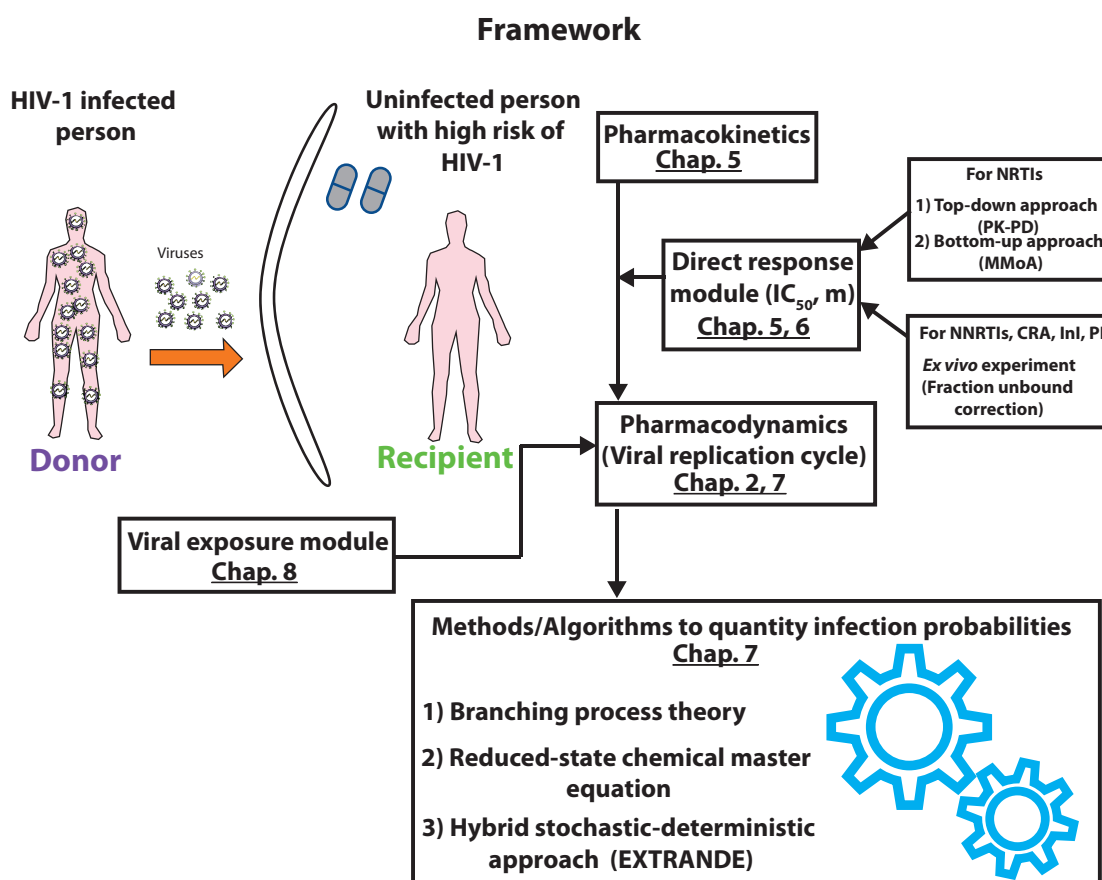 Framework
HIV-1 infected
person
Uninfected person
with high risk of
HIV-1
Viruses
Donor
Recipient
Pharmacokinetics
Chap. 5
For NRTIs
1) Top-down approach
(PK-PD)
2) Bottom-up approach
(MMoA)
Direct response
module (IC50, m)
Chap. 5, 6
For NNRTIs, CRA, InI, PI
Ex vivo experiment
(Fraction unbound
correction)
Pharmacodynamics
(Viral replication cycle)
Chap. 2, 7
Viral exposure module
Chap. 8
Methods/Algorithms to quantity infection probabilities
Chap. 7
1) Branching process theory
2) Reduced-state chemical master
equation
3) Hybrid stochastic-deterministic
approach (EXTRANDE)